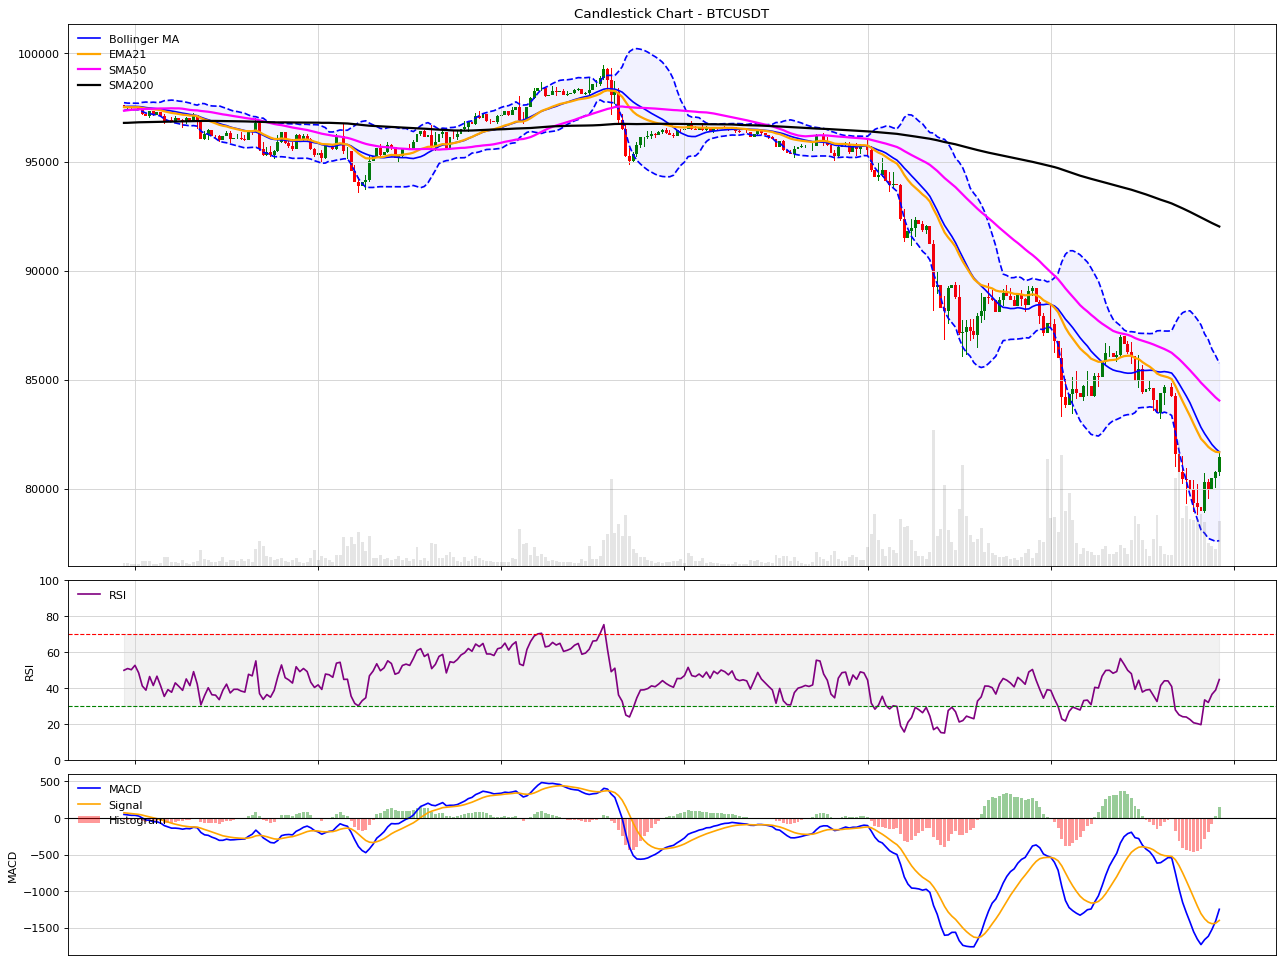 Candlestick Chart - BTCUSDT
Bollinger MA
EMA21
SMA50
SMA200
100000
95000
90000
85000
80000
RSI
100
80
60
40
20
0
RSI
MACD
Signal
Histogram
500
0
−500
−1000
−1500
MACD